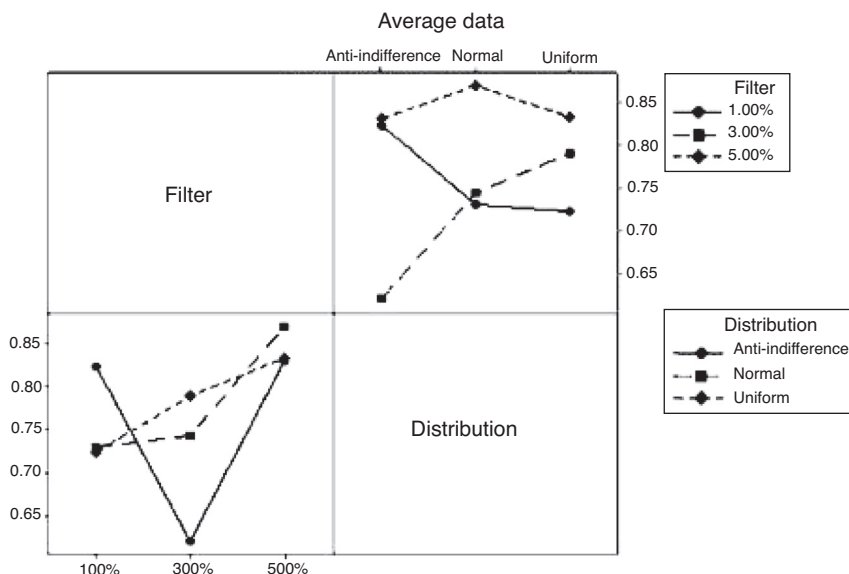 Average data
Anti-indifference Normal Uniform
Filter
1.00%
3.00%
5.00%
0.85
0.80
0.75
0.70
0.65
Filter
0.85
0.80
0.75
0.70
0.65
Distribution
Distribution
Anti-indifference
Normal
Uniform
100% 300% 500%